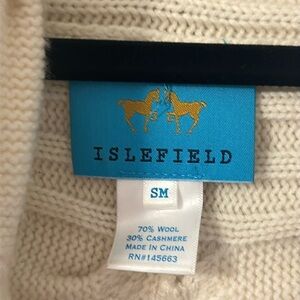 ISLEFIELD
SM
70% WOOL
30% CASHMERE
MADE IN CHINA
RN#145663